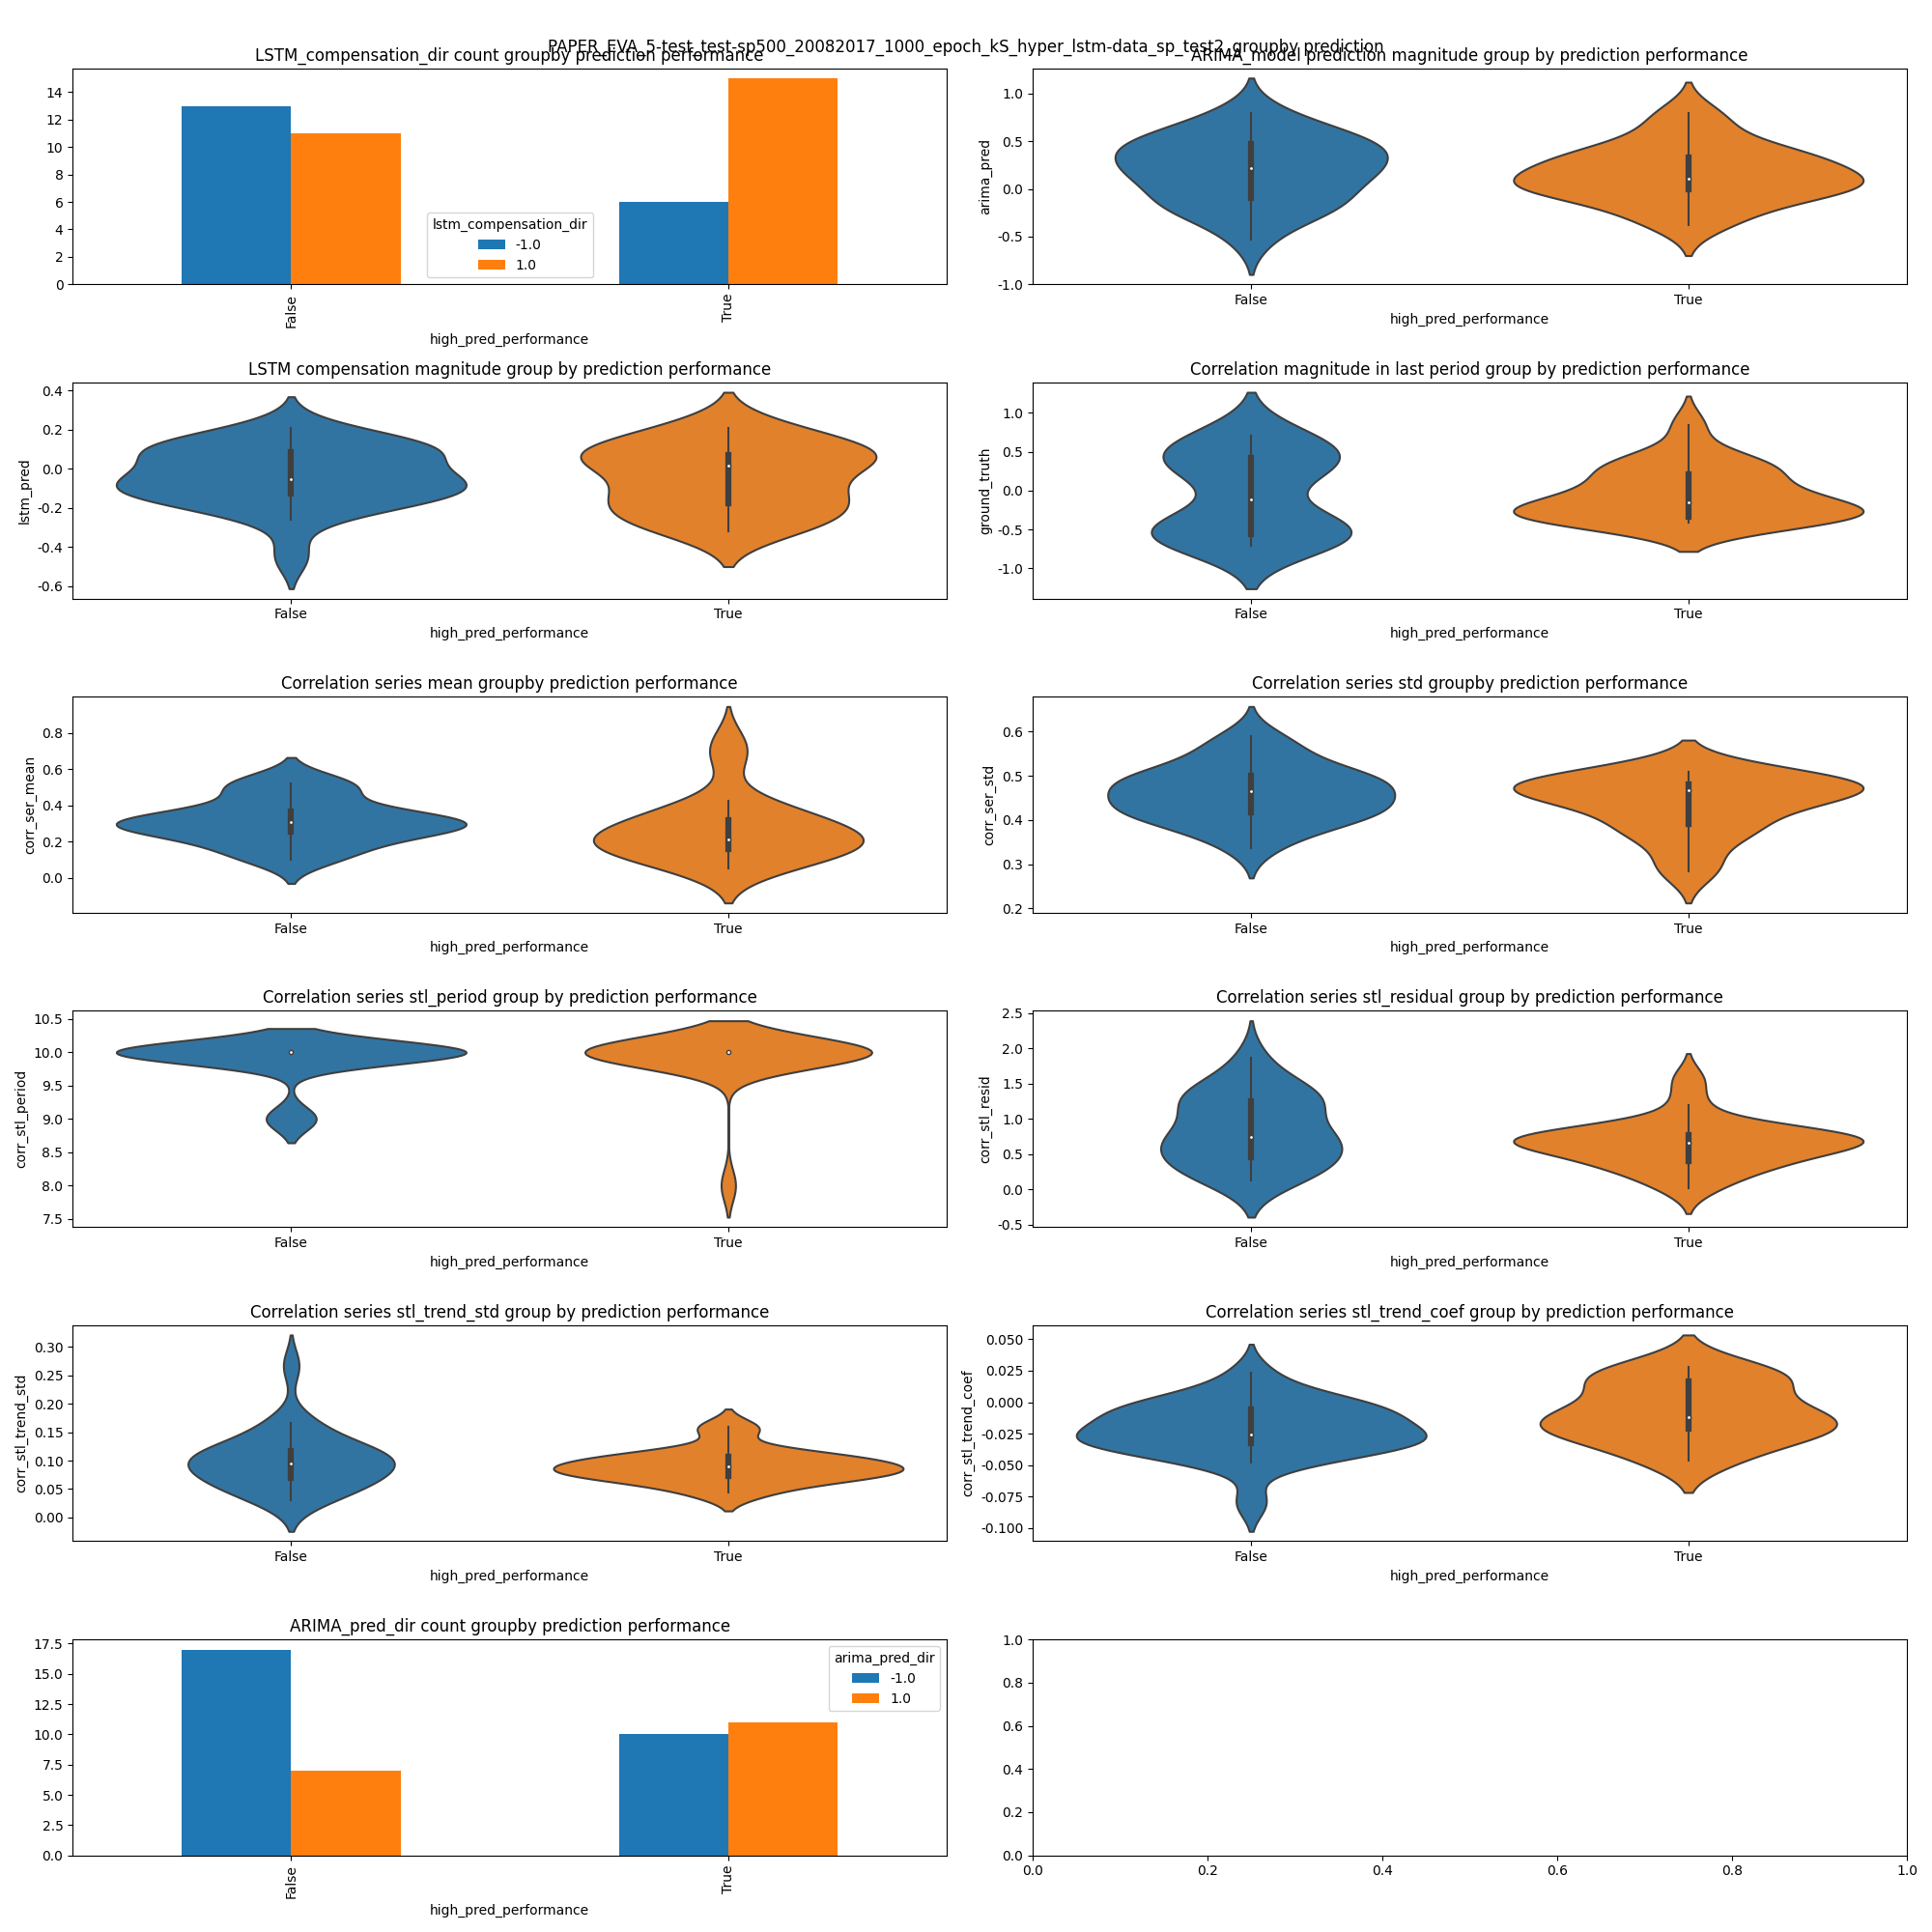 PAPER_EVA_5-test_test-sp500_20082017_1000_epoch_kS_hyper_lstm-data_sp_test2_groupby prediction
LSTM_compensation_dir count groupby prediction performance
14
12
10
8
6
4
2
0
lstm_compensation_dir
-1.0
1.0
False
True
high_pred_performance
ARIMA_model prediction magnitude group by prediction performance
arima_pred
1.0
0.5
0.0
-0.5
-1.0
False
True
high_pred_performance
LSTM compensation magnitude group by prediction performance
lstm_pred
0.4
0.2
0.0
-0.2
-0.4
-0.6
False
True
high_pred_performance
Correlation magnitude in last period group by prediction performance
ground_truth
1.0
0.5
0.0
-0.5
-1.0
False
True
high_pred_performance
Correlation series mean groupby prediction performance
corr_ser_mean
0.8
0.6
0.4
0.2
0.0
False
True
high_pred_performance
Correlation series std groupby prediction performance
corr_ser_std
0.6
0.5
0.4
0.3
0.2
False
True
high_pred_performance
Correlation series stl_period group by prediction performance
corr_stl_period
10.5
10.0
9.5
9.0
8.5
8.0
7.5
False
True
high_pred_performance
Correlation series stl_residual group by prediction performance
corr_stl_resid
2.5
2.0
1.5
1.0
0.5
0.0
-0.5
False
True
high_pred_performance
Correlation series stl_trend_std group by prediction performance
corr_stl_trend_std
0.30
0.25
0.20
0.15
0.10
0.05
0.00
False
True
high_pred_performance
Correlation series stl_trend_coef group by prediction performance
corr_stl_trend_coef
0.050
0.025
0.000
-0.025
-0.050
-0.075
-0.100
False
True
high_pred_performance
ARIMA_pred_dir count groupby prediction performance
17.5
15.0
12.5
10.0
7.5
5.0
2.5
0.0
arima_pred_dir
-1.0
1.0
False
True
high_pred_performance
1.0
0.8
0.6
0.4
0.2
0.0
0.0
0.2
0.4
0.6
0.8
1.0